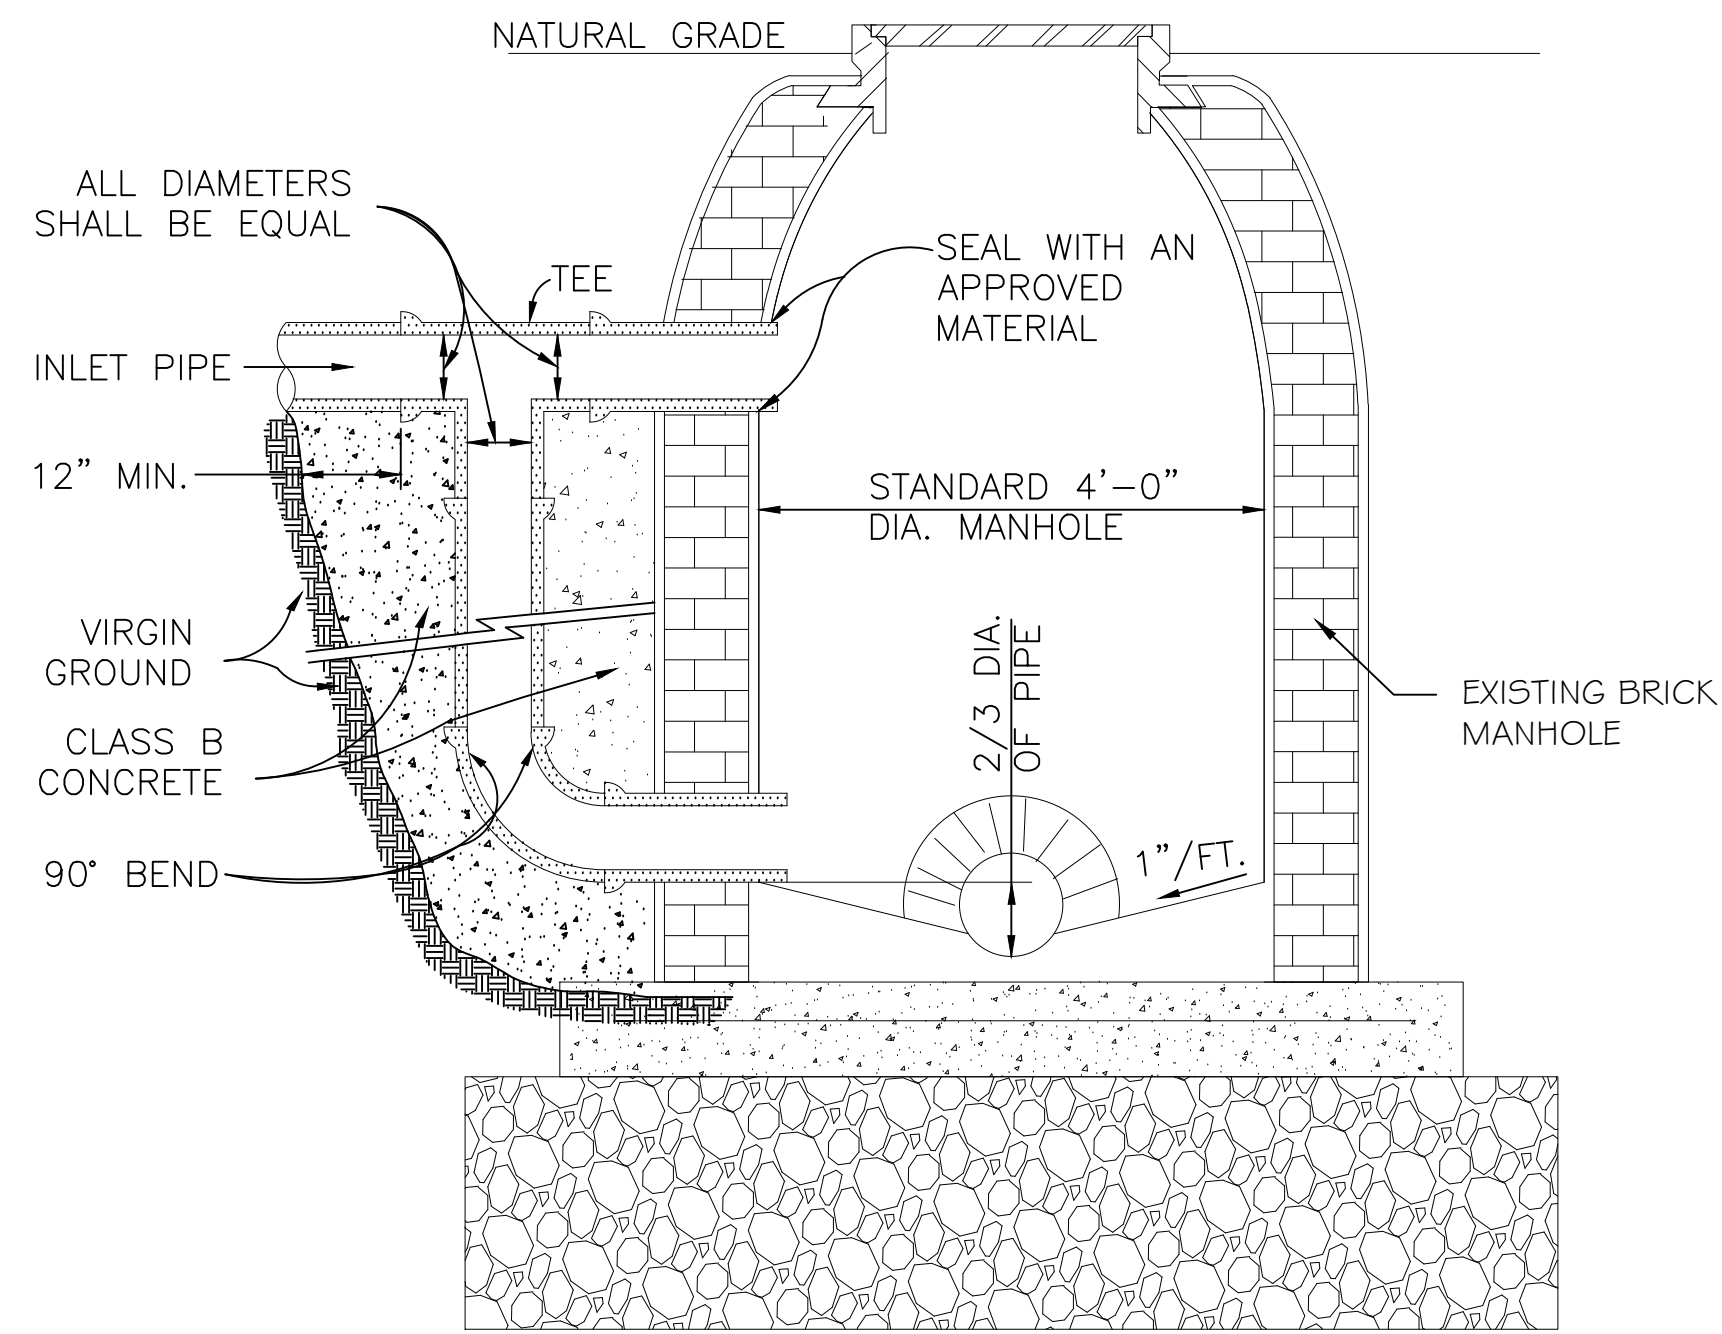 NATURAL GRADE
ALL DIAMETERS
SHALL BE EQUAL
TEE
SEAL WITH AN
APPROVED
MATERIAL
INLET PIPE
12" MIN.
STANDARD 4'-0"
DIA. MANHOLE
VIRGIN
GROUND
2/3 DIA.
OF PIPE
EXISTING BRICK
MANHOLE
CLASS B
CONCRETE
1"/FT.
90° BEND